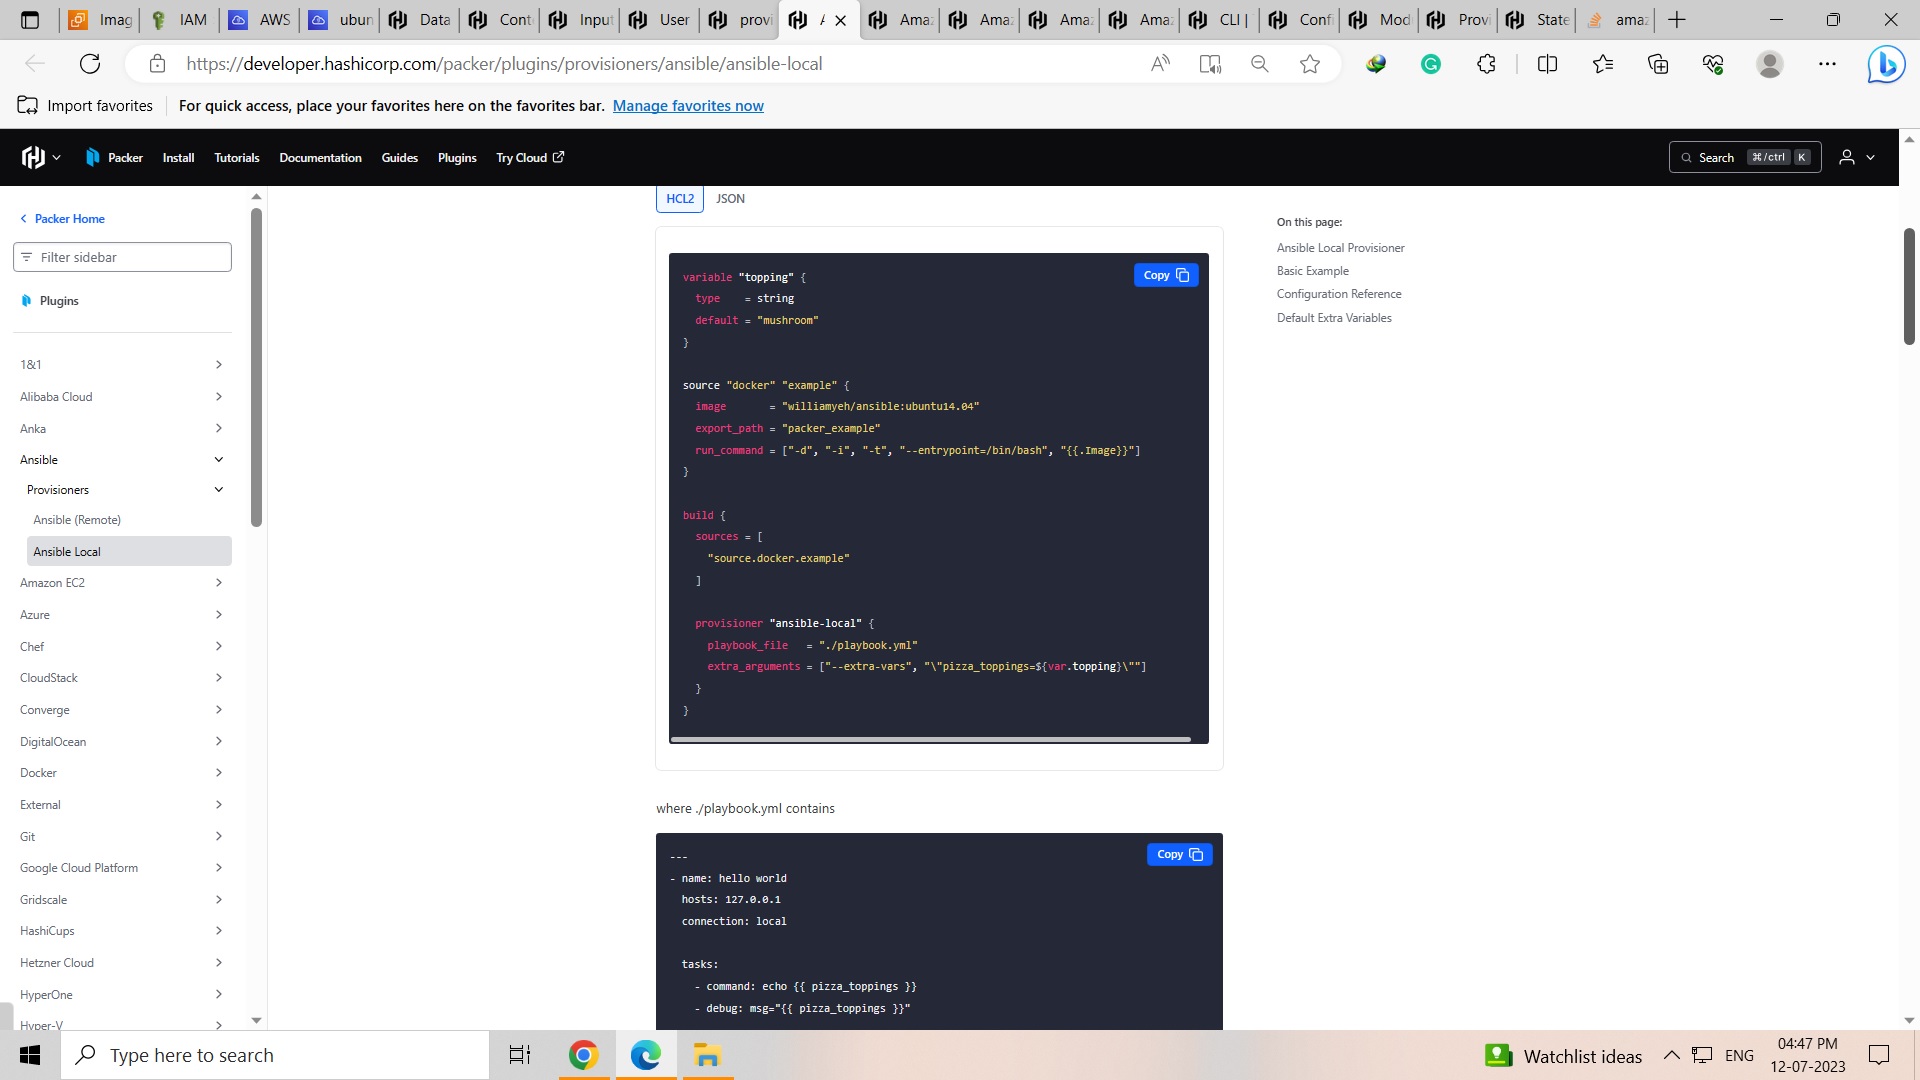 Imag
IAM
AWS
ubun
Data
Cont
Input
User
provi
A
Amaz
Amaz
Amaz
Amaz
CLI |
Confi
Mod
Provi
State
amaz
https://developer.hashicorp.com/packer/plugins/provisioners/ansible/ansible-local
Import favorites
For quick access, place your favorites here on the favorites bar. Manage favorites now
Packer Install Tutorials Documentation Guides Plugins Try Cloud
Search ⌘/ctrl K
Packer Home
Filter sidebar
Plugins
1&1
Alibaba Cloud
Anka
Ansible
Provisioners
Ansible (Remote)
Ansible Local
Amazon EC2
Azure
Chef
CloudStack
Converge
DigitalOcean
Docker
External
Git
Google Cloud Platform
Gridscale
HashiCups
Hetzner Cloud
HyperOne
Hyper-V
HCL2 JSON
Copy
variable "topping" {
  type    = string
  default = "mushroom"
}
source "docker" "example" {
  image       = "williamyeh/ansible:ubuntu14.04"
  export_path = "packer_example"
  run_command = ["-d", "-i", "-t", "--entrypoint=/bin/bash", "{{.Image}}"]
}
build {
  sources = [
    "source.docker.example"
  ]
  provisioner "ansible-local" {
    playbook_file   = "./playbook.yml"
    extra_arguments = ["--extra-vars", "\"pizza_toppings=${var.topping}\""]
  }
}
where ./playbook.yml contains
Copy
---
- name: hello world
  hosts: 127.0.0.1
  connection: local
  tasks:
    - command: echo {{ pizza_toppings }}
    - debug: msg="{{ pizza_toppings }}"
On this page:
Ansible Local Provisioner
Basic Example
Configuration Reference
Default Extra Variables
Type here to search
Watchlist ideas
ENG
04:47 PM
12-07-2023